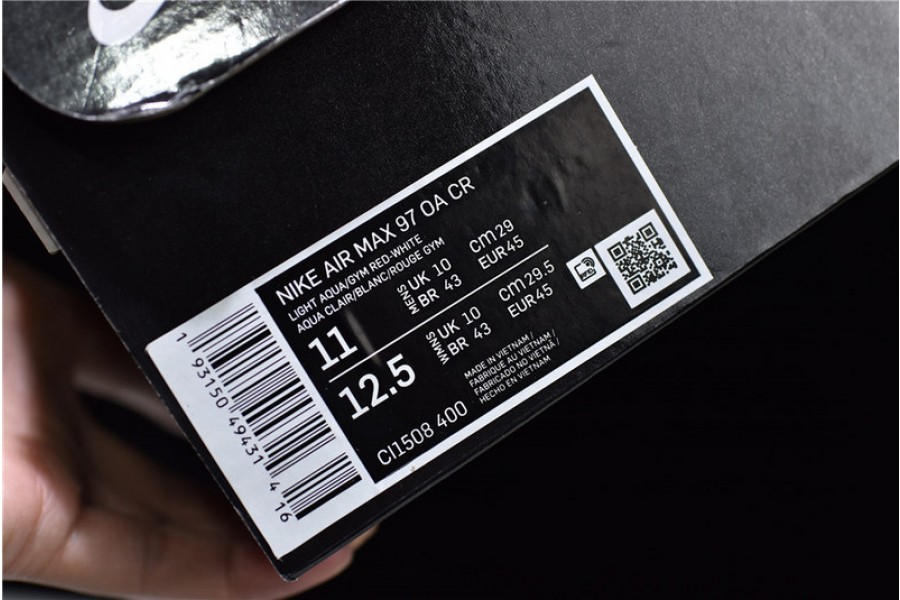 NIKE AIR MAX 97 OA CR
LIGHT AQUA/GYM RED-WHITE
AQUA CLAIR/BLANC/ROUGE GYM
11
MENS UK 10 cm 29
BR 43 EUR 45
12.5
WMNS UK 10 cm 29.5
BR 43 EUR 45
CI1508 400
MADE IN VIETNAM /
FABRIQUE AU VIETNAM /
FABRICADO NO VIETNÃ /
HECHO EN VIETNAM
1 93150 49431 4 16